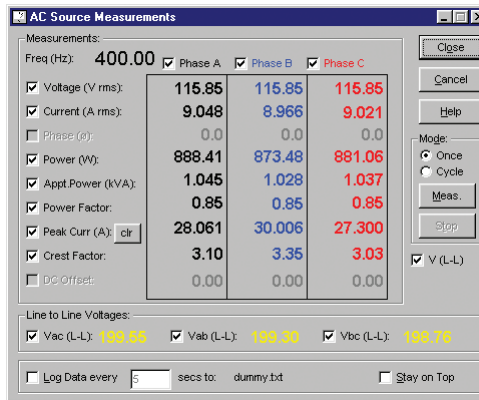 AC Source Measurements
Measurements:
Freq (Hz): 400.00 Phase A Phase B Phase C
Voltage (V rms): 115.85 115.85 115.85
Current (A rms): 9.048 8.966 9.021
Phase (ø): 0.0 0.0 0.0
Power (W): 888.41 873.48 881.06
Appt.Power (kVA): 1.045 1.028 1.037
Power Factor: 0.85 0.85 0.85
Peak Curr (A): clr 28.061 30.006 27.300
Crest Factor: 3.10 3.35 3.03
DC Offset: 0.00 0.00 0.00
Close
Cancel
Help
Mode:
Once
Cycle
Meas.
Stop
V (L-L)
Line to Line Voltages:
Vac (L-L): 199.55 Vab (L-L): 199.30 Vbc (L-L): 198.76
Log Data every 5 secs to: dummy.txt Stay on Top